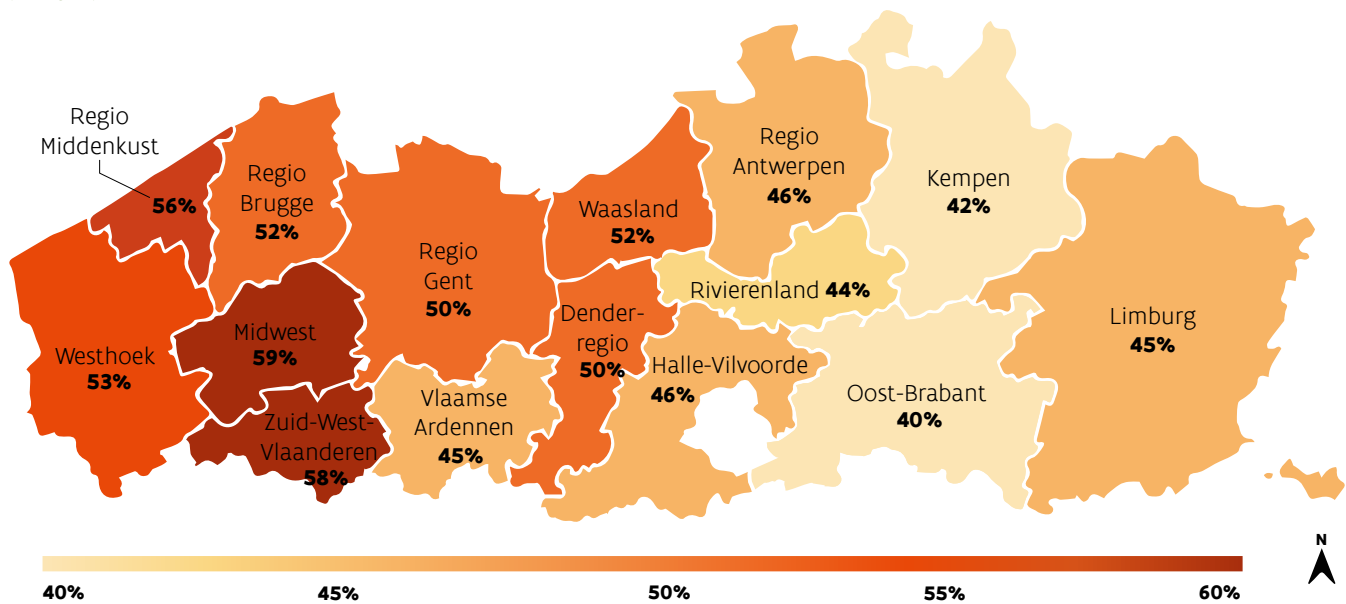 Regio
Middenkust
56%
Regio
Brugge
52%
Regio
Gent
50%
Waasland
52%
Regio
Antwerpen
46%
Kempen
42%
Rivierenland 44%
Limburg
45%
Westhoek
53%
Midwest
59%
Zuid-West-
Vlaanderen
58%
Vlaamse
Ardennen
45%
Dender-
regio
50%
Halle-Vilvoorde
46%
Oost-Brabant
40%
N
40%
45%
50%
55%
60%